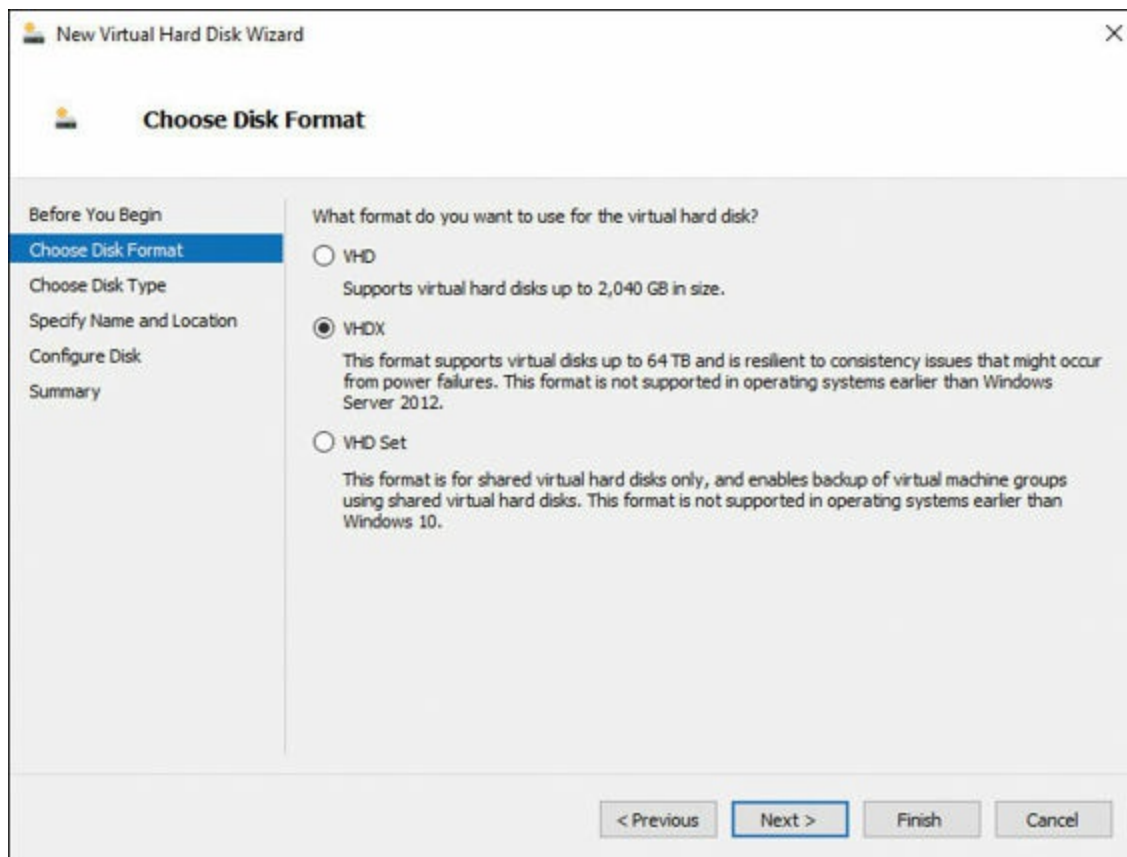 New Virtual Hard Disk Wizard
Choose Disk Format
Before You Begin
Choose Disk Format
Choose Disk Type
Specify Name and Location
Configure Disk
Summary
What format do you want to use for the virtual hard disk?
VHD
Supports virtual hard disks up to 2,040 GB in size.
VHDX
This format supports virtual disks up to 64 TB and is resilient to consistency issues that might occur
from power failures. This format is not supported in operating systems earlier than Windows
Server 2012.
VHD Set
This format is for shared virtual hard disks only, and enables backup of virtual machine groups
using shared virtual hard disks. This format is not supported in operating systems earlier than
Windows 10.
< Previous
Next >
Finish
Cancel